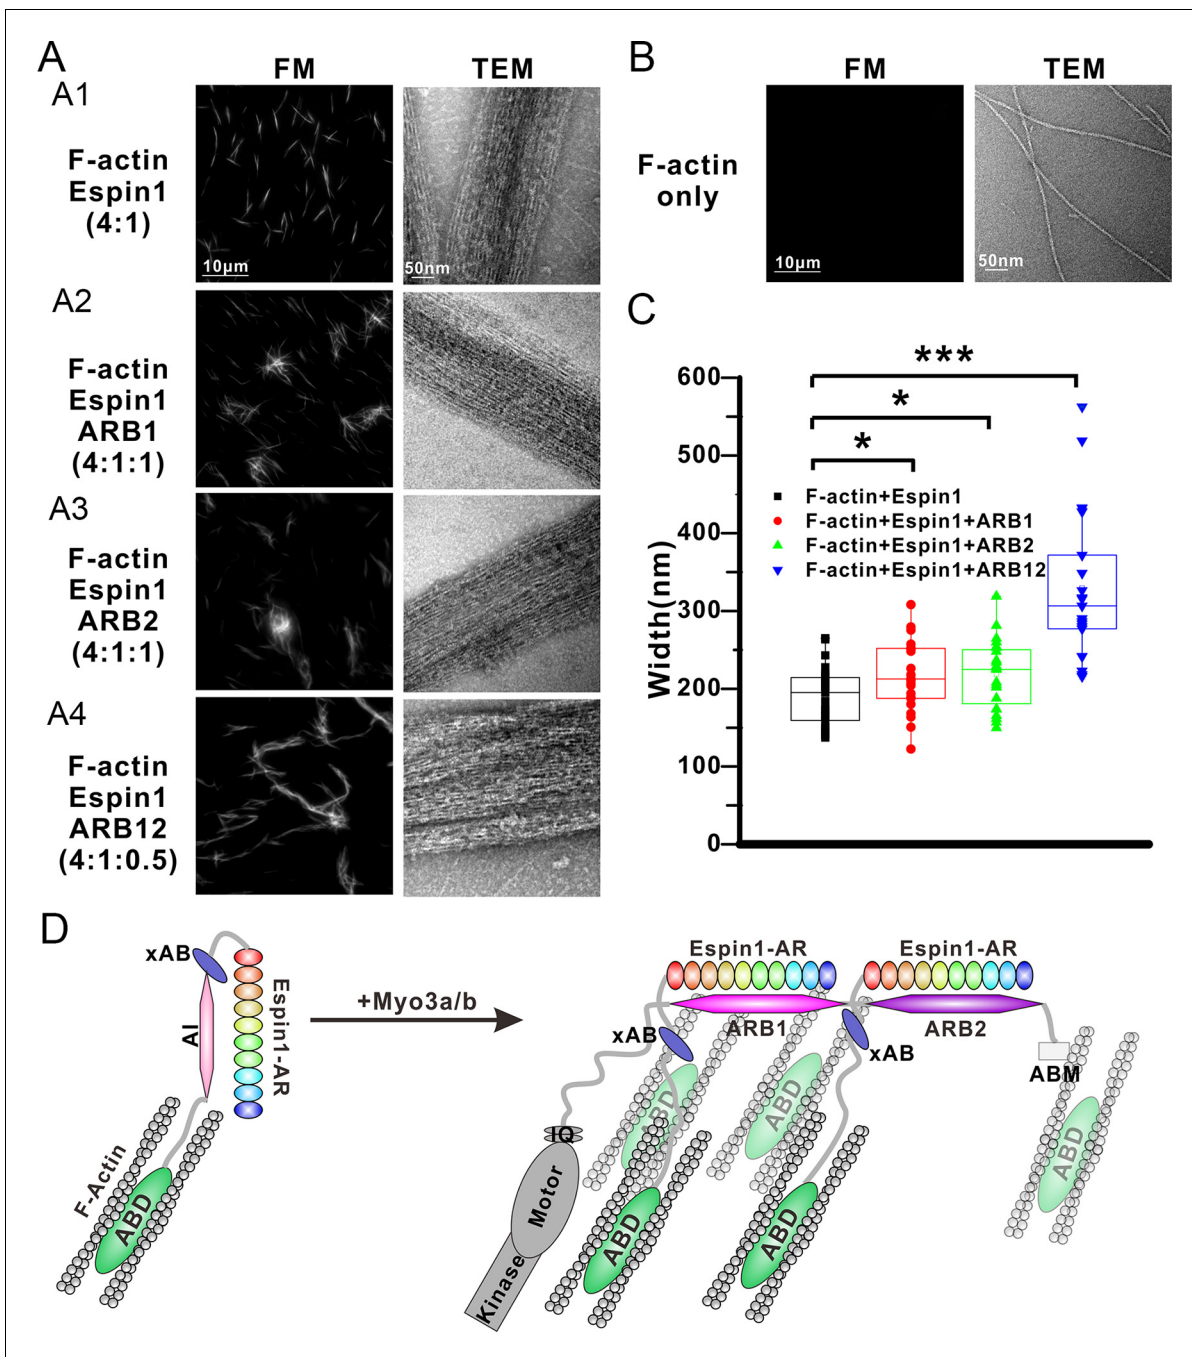 A
FM
TEM
A1
F-actin
Espin1
(4:1)
10μm
50nm
A2
F-actin
Espin1
ARB1
(4:1:1)
A3
F-actin
Espin1
ARB2
(4:1:1)
A4
F-actin
Espin1
ARB12
(4:1:0.5)
B
FM
TEM
F-actin
only
10μm
50nm
C
***
*
*
600
500
400
300
200
100
0
Width(nm)
F-actin+Espin1
F-actin+Espin1+ARB1
F-actin+Espin1+ARB2
F-actin+Espin1+ARB12
D
xAB
AI
Espin1-AR
F-Actin
ABD
+Myo3a/b
Espin1-AR
Espin1-AR
ARB1
ARB2
xAB
xAB
ABM
IQ
Motor
Kinase
ABD
ABD
ABD
ABD
ABD